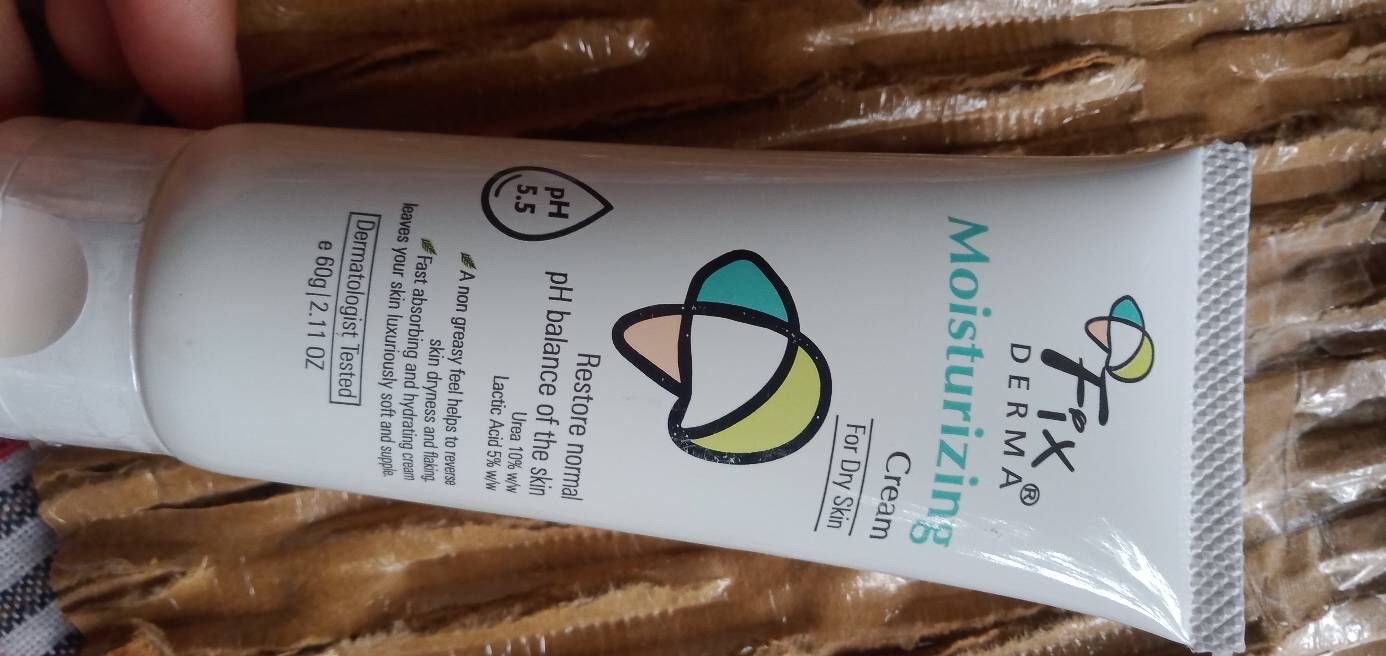 FiX
DERMA®
Moisturizing
Cream
For Dry Skin
Restore normal
pH balance of the skin
pH
5.5
Urea 10% w/w
Lactic Acid 5% w/w
A non greasy feel helps to reverse
skin dryness and flaking.
Fast absorbing and hydrating cream
leaves your skin luxuriously soft and supple.
Dermatologist Tested
e 60g | 2.11 OZ